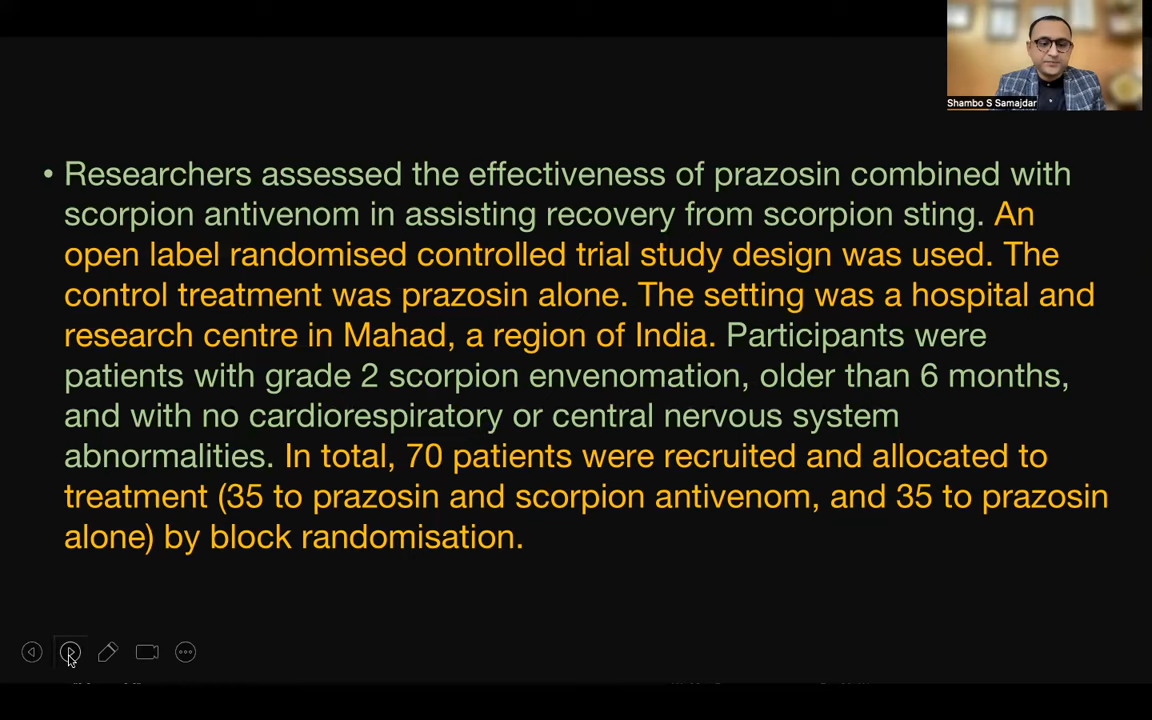 Shambo S Samajdar
• Researchers assessed the effectiveness of prazosin combined with
scorpion antivenom in assisting recovery from scorpion sting. An
open label randomised controlled trial study design was used. The
control treatment was prazosin alone. The setting was a hospital and
research centre in Mahad, a region of India. Participants were
patients with grade 2 scorpion envenomation, older than 6 months,
and with no cardiorespiratory or central nervous system
abnormalities. In total, 70 patients were recruited and allocated to
treatment (35 to prazosin and scorpion antivenom, and 35 to prazosin
alone) by block randomisation.